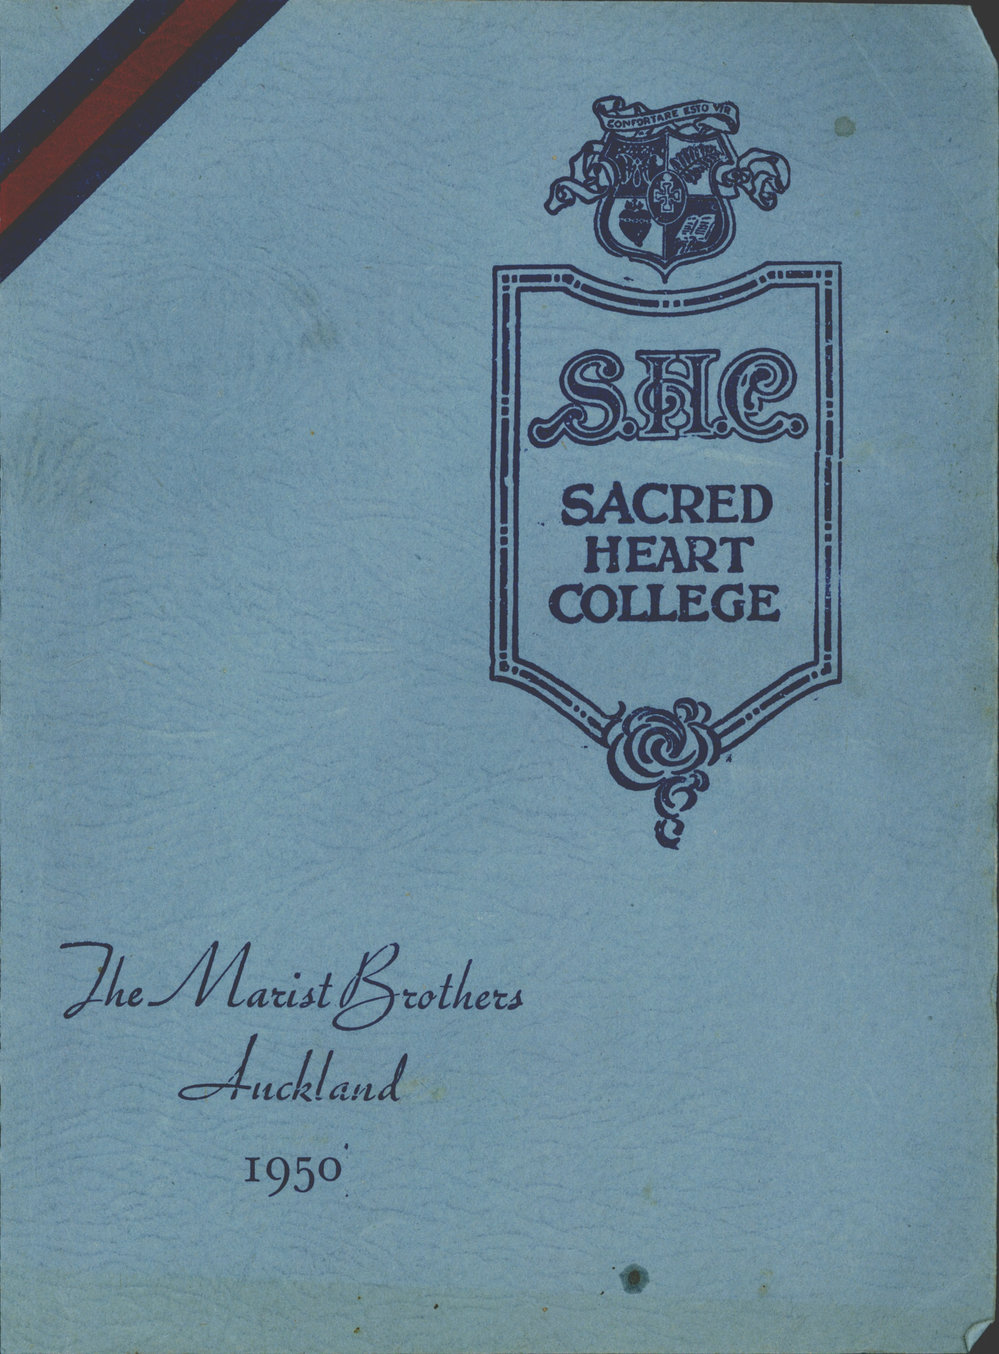 CONFORTARE ESTO VIR
S.H.C.
SACRED
HEART
COLLEGE
The Marist Brothers
Auckland
1950